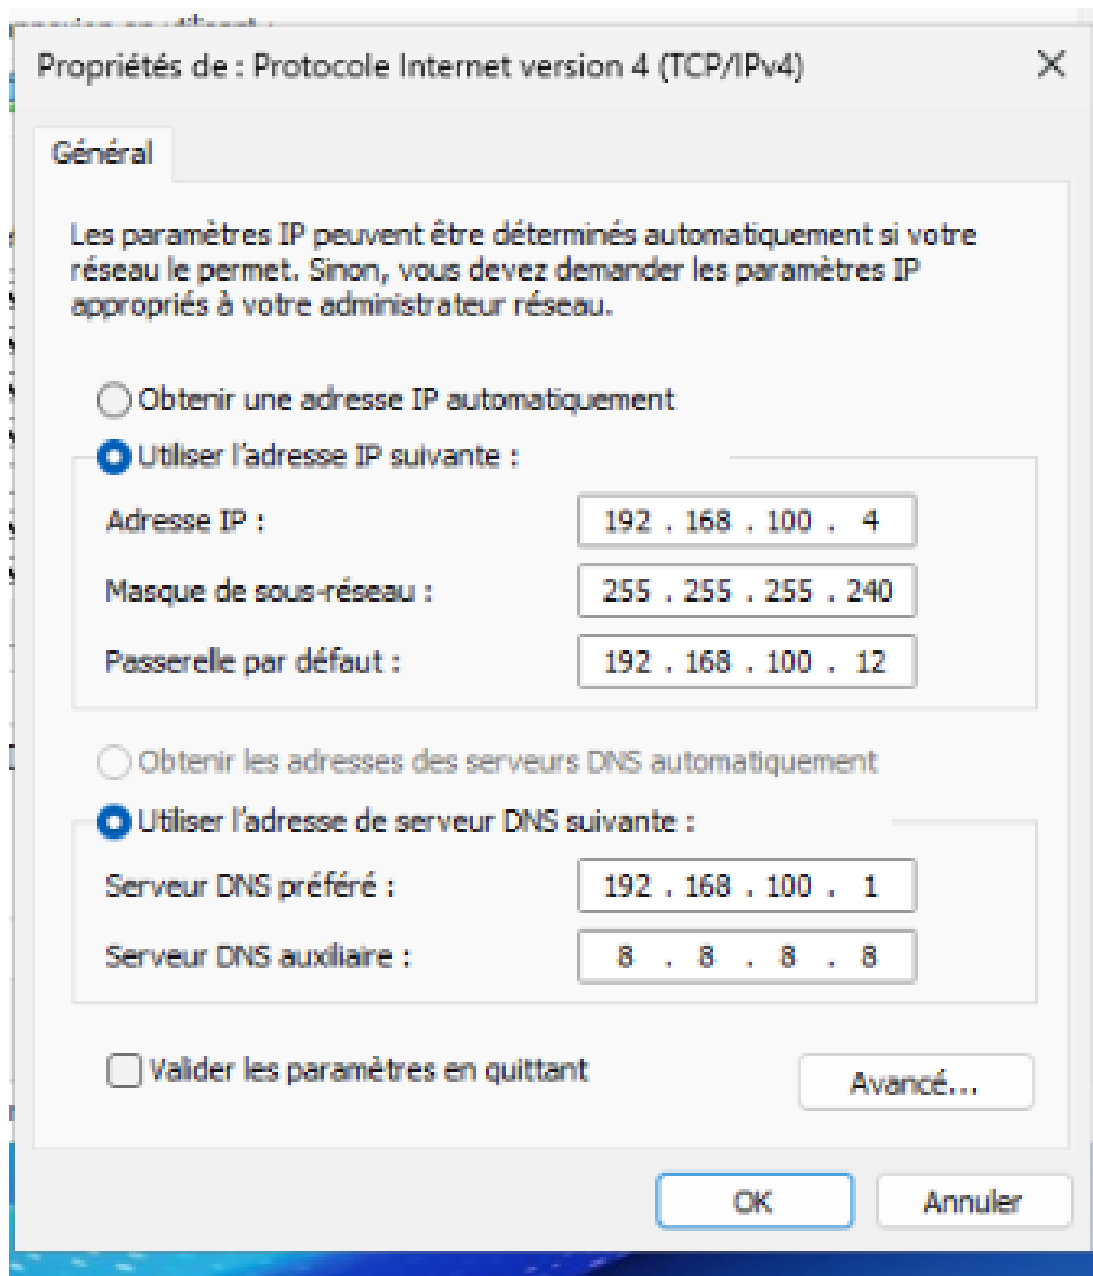 Propriétés de : Protocole Internet version 4 (TCP/IPv4)
Général
Les paramètres IP peuvent être déterminés automatiquement si votre
réseau le permet. Sinon, vous devez demander les paramètres IP
appropriés à votre administrateur réseau.
Obtenir une adresse IP automatiquement
Utiliser l'adresse IP suivante :
Adresse IP : 192 . 168 . 100 . 4
Masque de sous-réseau : 255 . 255 . 255 . 240
Passerelle par défaut : 192 . 168 . 100 . 12
Obtenir les adresses des serveurs DNS automatiquement
Utiliser l'adresse de serveur DNS suivante :
Serveur DNS préféré : 192 . 168 . 100 . 1
Serveur DNS auxiliaire : 8 . 8 . 8 . 8
Valider les paramètres en quittant
Avancé...
OK Annuler